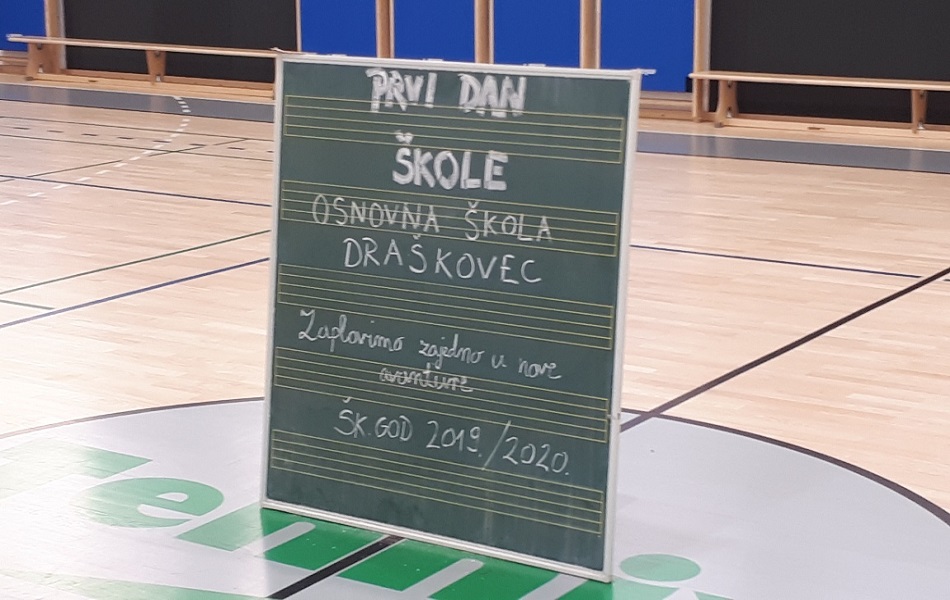 PRVI DAN
ŠKOLE
OSNOVNA ŠKOLA
DRAŠKOVEC
Zaplovimo zajedno u nove
avanture
ŠK.GOD 2019./2020.